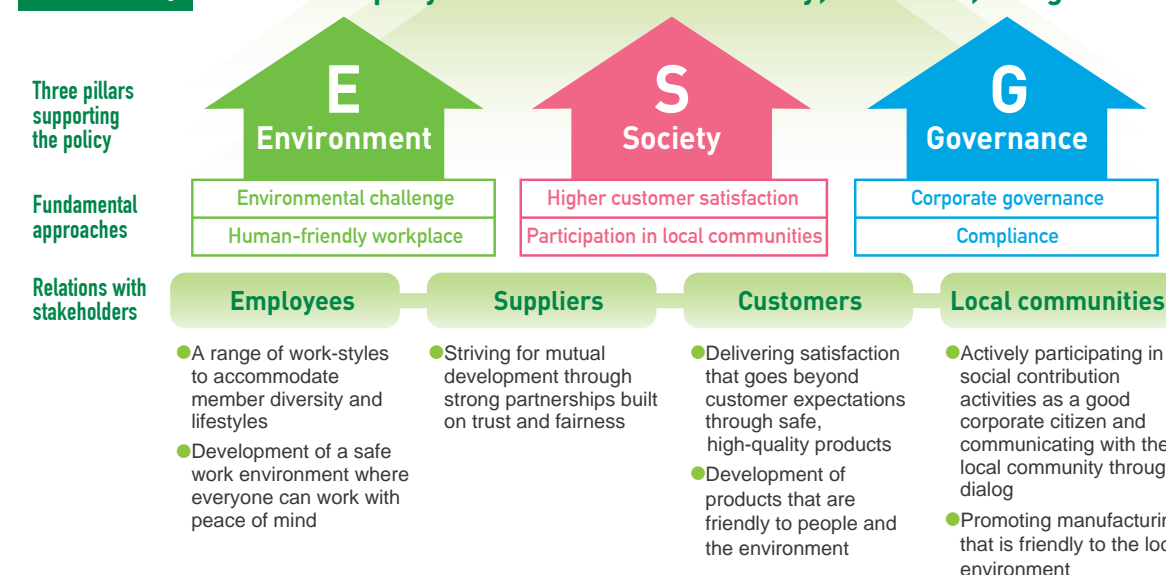 Three pillars
supporting
the policy
E
Environment
S
Society
G
Governance
Fundamental
approaches
Environmental challenge
Human-friendly workplace
Higher customer satisfaction
Participation in local communities
Corporate governance
Compliance
Relations with
stakeholders
Employees
Suppliers
Customers
Local communities
●A range of work-styles
to accommodate
member diversity and
lifestyles
●Development of a safe
work environment where
everyone can work with
peace of mind
●Striving for mutual
development through
strong partnerships built
on trust and fairness
●Delivering satisfaction
that goes beyond
customer expectations
through safe,
high-quality products
●Development of
products that are
friendly to people and
the environment
●Actively participating in
social contribution
activities as a good
corporate citizen and
communicating with the
local community throug
dialog
●Promoting manufacturin
that is friendly to the loc
environment